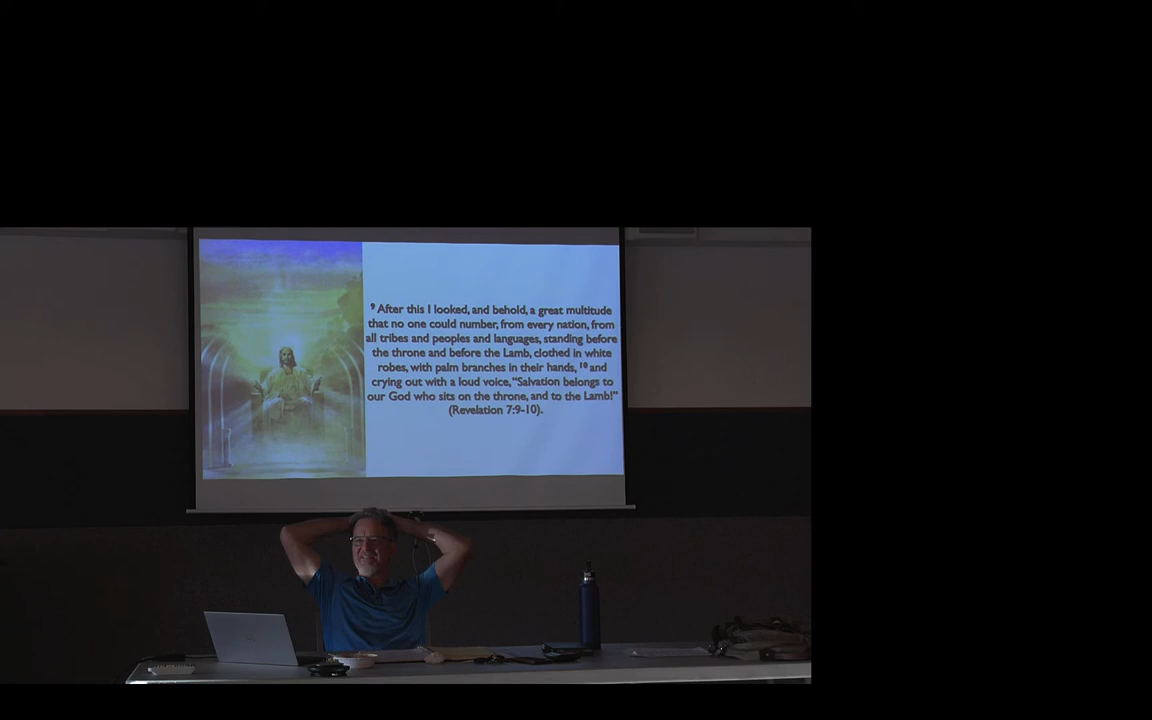 ⁹ After this I looked, and behold, a great multitude
that no one could number, from every nation, from
all tribes and peoples and languages, standing before
the throne and before the Lamb, clothed in white
robes, with palm branches in their hands, ¹⁰ and
crying out with a loud voice, “Salvation belongs to
our God who sits on the throne, and to the Lamb!”
(Revelation 7:9-10).